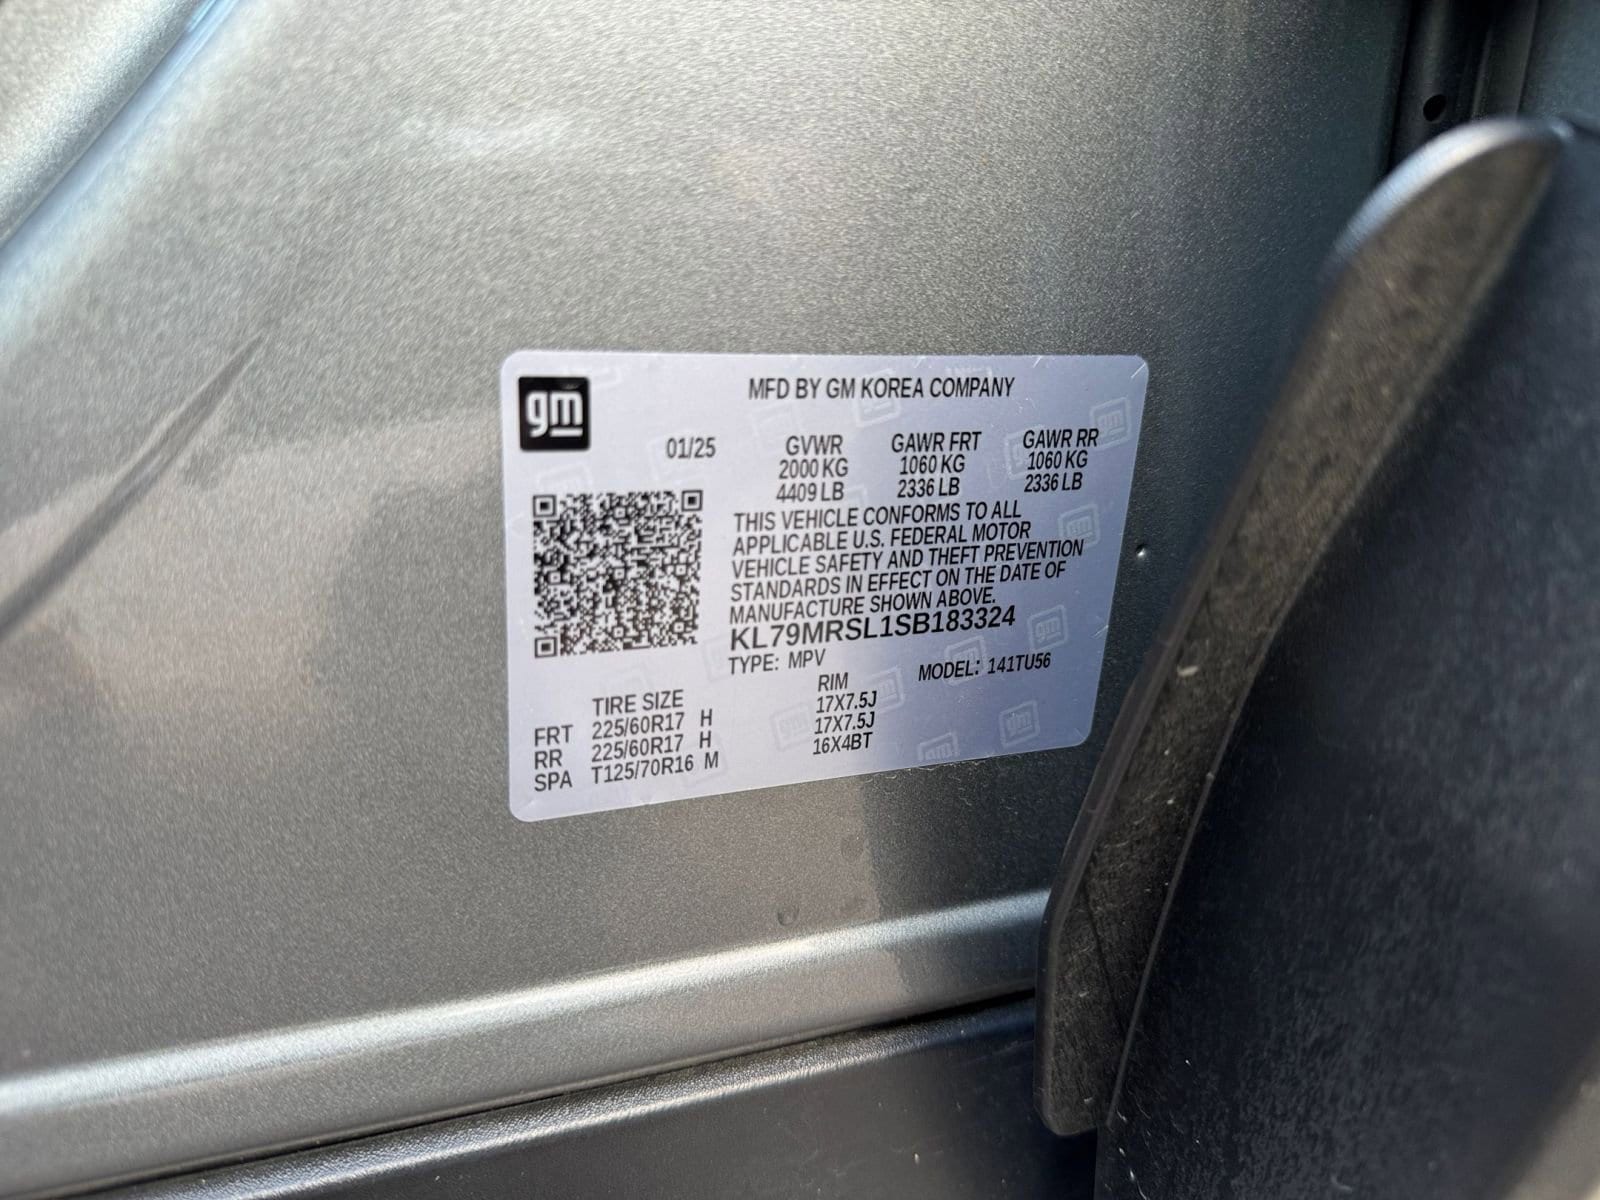 gm
MFD BY GM KOREA COMPANY
01/25 GVWR GAWR FRT GAWR RR
2000 KG 1060 KG 1060 KG
4409 LB 2336 LB 2336 LB
THIS VEHICLE CONFORMS TO ALL
APPLICABLE U.S. FEDERAL MOTOR
VEHICLE SAFETY AND THEFT PREVENTION
STANDARDS IN EFFECT ON THE DATE OF
MANUFACTURE SHOWN ABOVE.
KL79MRSL1SB183324
TYPE: MPV MODEL: 141TU56
TIRE SIZE RIM
FRT 225/60R17 H 17X7.5J
RR 225/60R17 H 17X7.5J
SPA T125/70R16 M 16X4BT